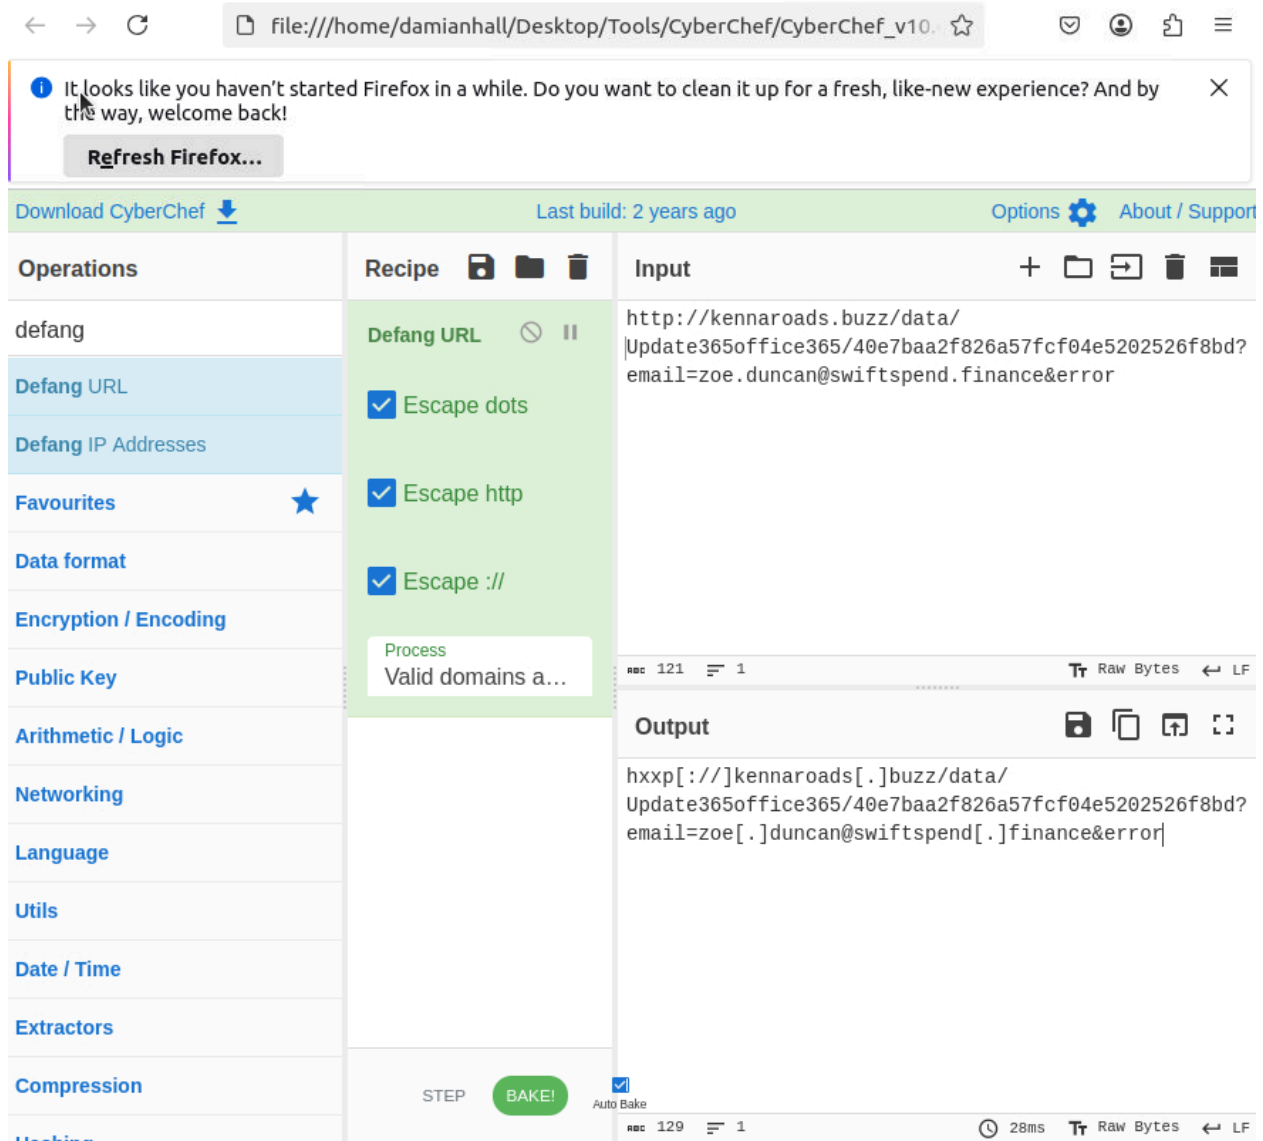 file:///home/damianhall/Desktop/Tools/CyberChef/CyberChef_v10.
It looks like you haven't started Firefox in a while. Do you want to clean it up for a fresh, like-new experience? And by
the way, welcome back!
Refresh Firefox...
Download CyberChef
Last build: 2 years ago
Options
About / Support
Operations
defang
Defang URL
Defang IP Addresses
Favourites
Data format
Encryption / Encoding
Public Key
Arithmetic / Logic
Networking
Language
Utils
Date / Time
Extractors
Compression
Hashing
Recipe
Defang URL
Escape dots
Escape http
Escape ://
Process
Valid domains a...
STEP
BAKE!
Auto Bake
Input
http://kennaroads.buzz/data/
Update365office365/40e7baa2f826a57fcf04e5202526f8bd?
email=zoe.duncan@swiftspend.finance&error
ABC 121 1
Tт Raw Bytes LF
Output
hxxp[://]kennaroads[.]buzz/data/
Update365office365/40e7baa2f826a57fcf04e5202526f8bd?
email=zoe[.]duncan@swiftspend[.]finance&error
ABC 129 1
28ms Tт Raw Bytes LF